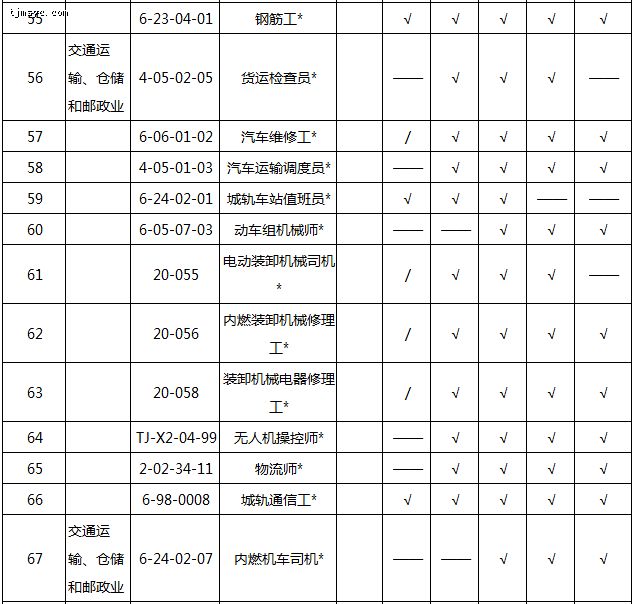 tjmaxe.com
55 6-23-04-01 钢筋工* √ √ √ √ √
交通运
56 输、仓储 4-05-02-05 货运检查员* —— √ √ √ ——
和邮政业
57 6-06-01-02 汽车维修工* / √ √ √ √
58 4-05-01-03 汽车运输调度员* —— √ √ √ √
59 6-24-02-01 城轨车站值班员* √ √ √ —— ——
60 6-05-07-03 动车组机械师* —— —— √ √ √
61 20-055 电动装卸机械司机 / √ √ √ ——
*
62 20-056 内燃装卸机械修理 / √ √ √ √
工*
63 20-058 装卸机械电器修理 / √ √ √ √
工*
64 TJ-X2-04-99 无人机操控师* —— √ √ √ √
65 2-02-34-11 物流师* —— √ √ √ √
66 6-98-0008 城轨通信工* √ √ √ √ √
交通运
67 输、仓储 6-24-02-07 内燃机车司机* —— —— √ √ √
和邮政业